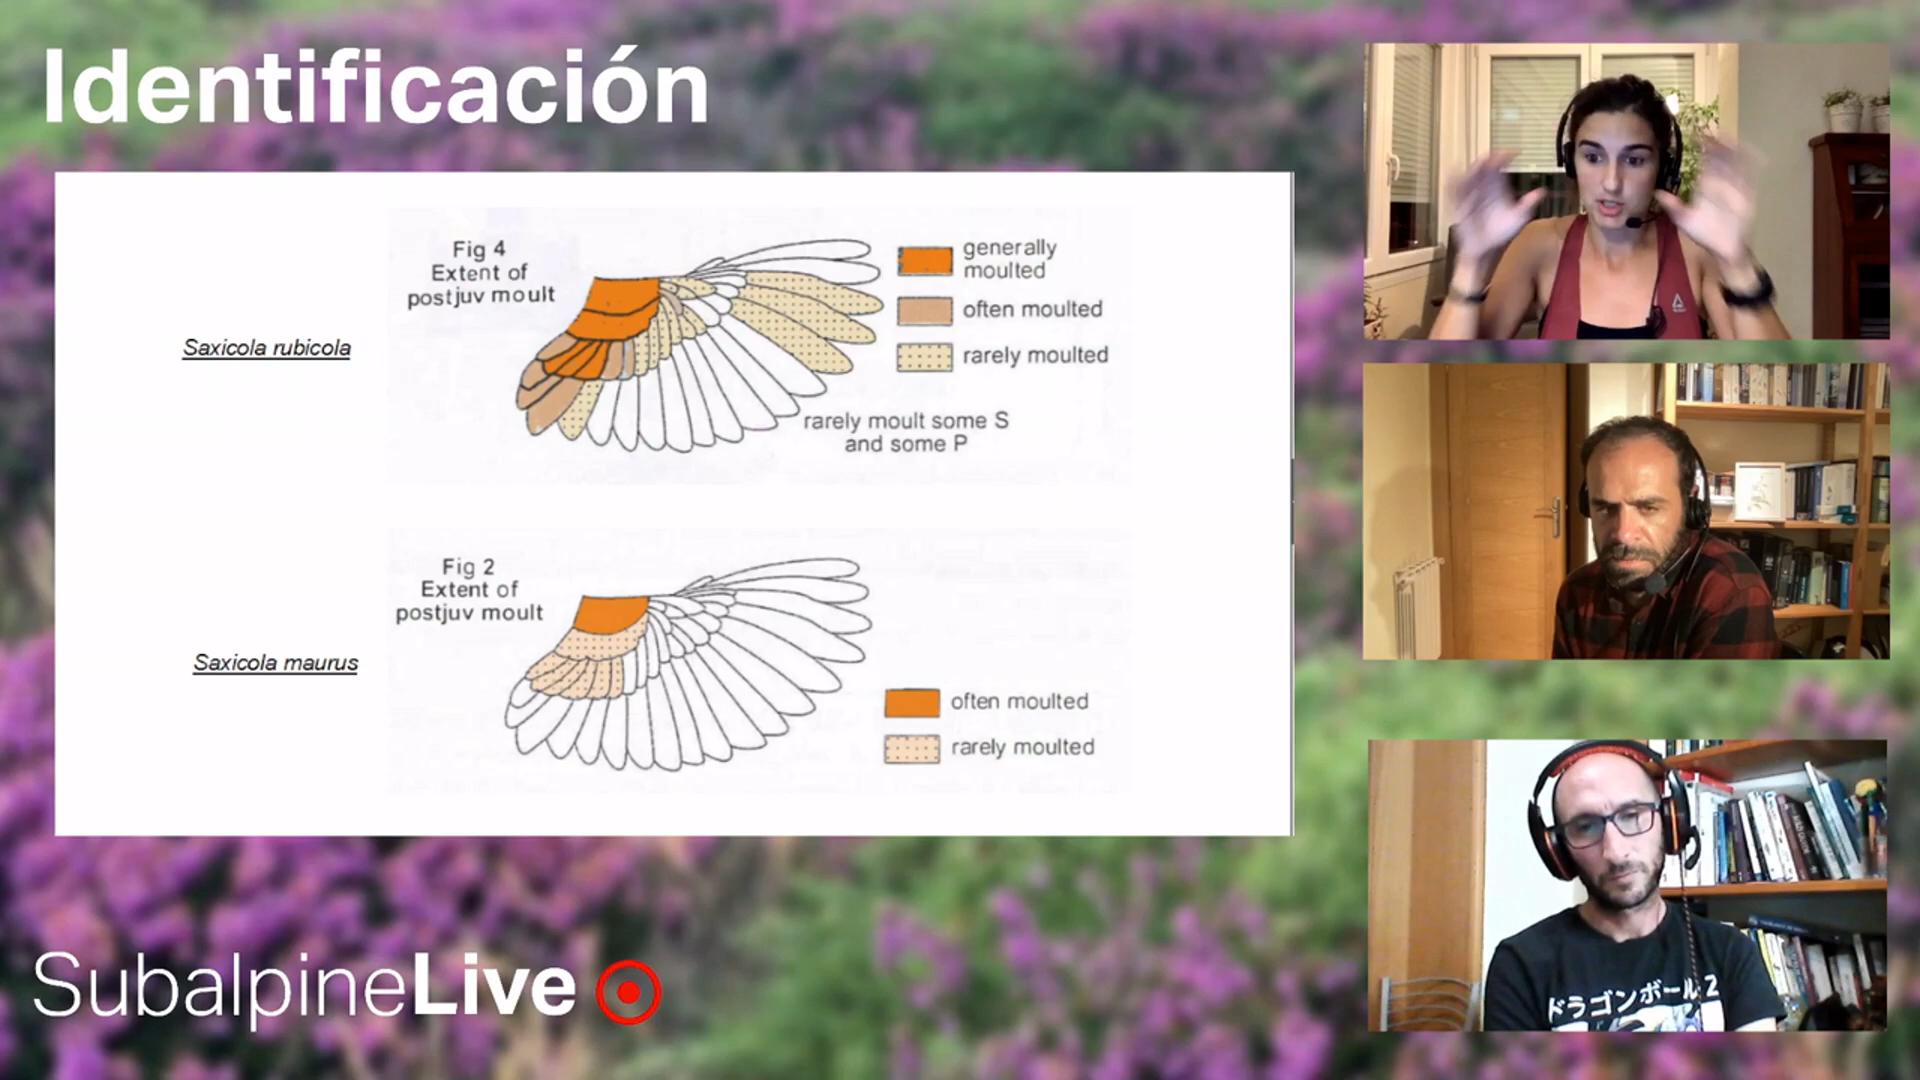 Identificación
Fig 4
Extent of
postjuv moult
generally
moulted
often moulted
rarely moulted
Saxicola rubicola
rarely moult some S
and some P
Fig 2
Extent of
postjuv moult
Saxicola maurus
often moulted
rarely moulted
SubalpineLive
ドラゴンボールZ